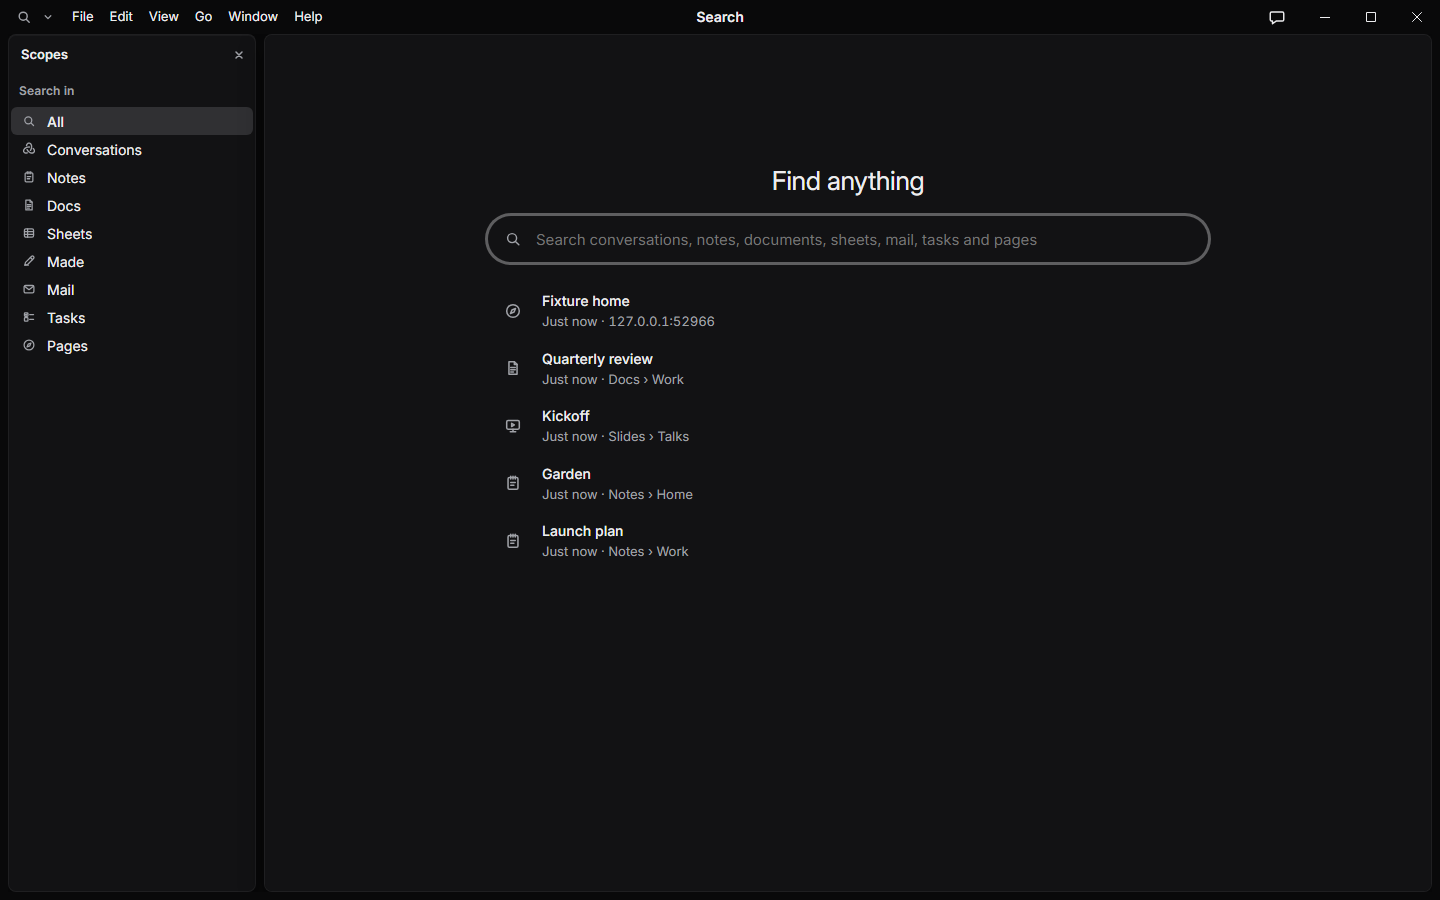 File Edit View Go Window Help
Search
Scopes
Search in
All
Conversations
Notes
Docs
Sheets
Made
Mail
Tasks
Pages
Find anything
Search conversations, notes, documents, sheets, mail, tasks and pages
Fixture home
Just now · 127.0.0.1:52966
Quarterly review
Just now · Docs › Work
Kickoff
Just now · Slides › Talks
Garden
Just now · Notes › Home
Launch plan
Just now · Notes › Work